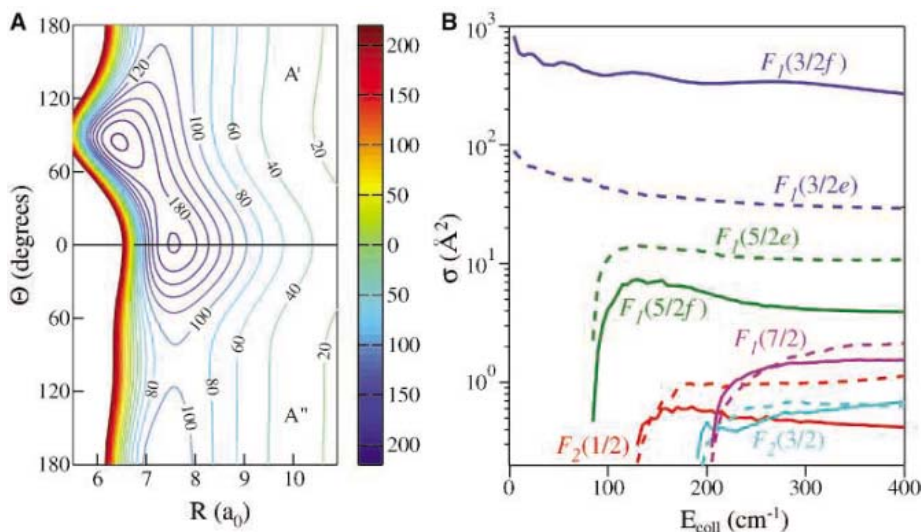 A
B
180
120
60
0
60
120
180
Θ (degrees)
6 7 8 9 10
R (a₀)
A'
A"
120
100
60
80
40
20
180
100
40
80
60
20
80
100
200
150
100
50
0
50
100
150
200
10³
10²
10¹
10⁰
σ (Å²)
F₁(3/2f)
F₁(3/2e)
F₁(5/2e)
F₁(5/2f)
F₁(7/2)
F₂(1/2)
F₂(3/2)
0 100 200 300 400
E_coll (cm⁻¹)